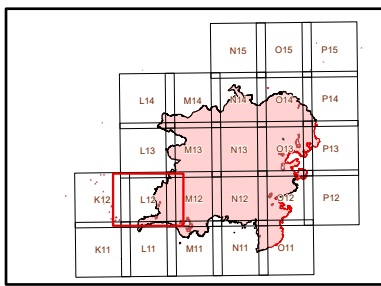 N15 O15 P15
L14 M14 N14 O14 P14
L13 M13 N13 O13 P13
K12 L12 M12 N12 O12 P12
K11 L11 M11 N11 O11